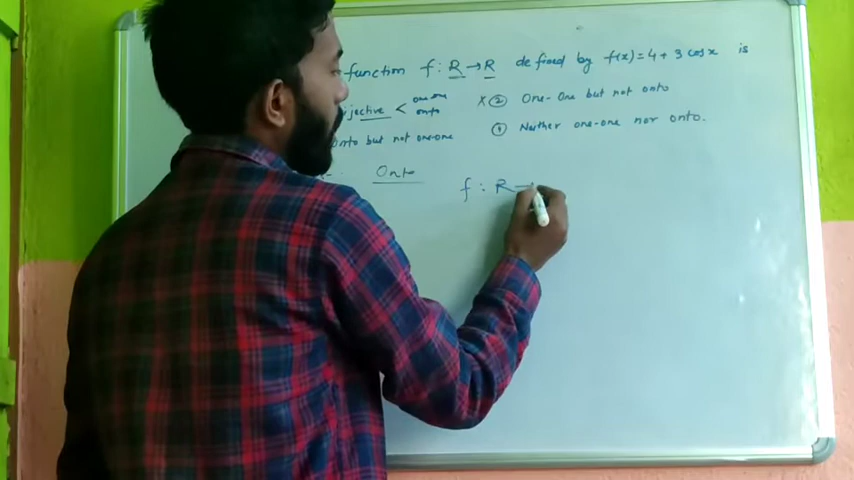 function f : R → R defined by f(x) = 4 + 3 cos x is
jective < one one
onto
x ② One-One but not onto
onto but not one-one
① Neither one-one nor onto.
Onto
f : R →